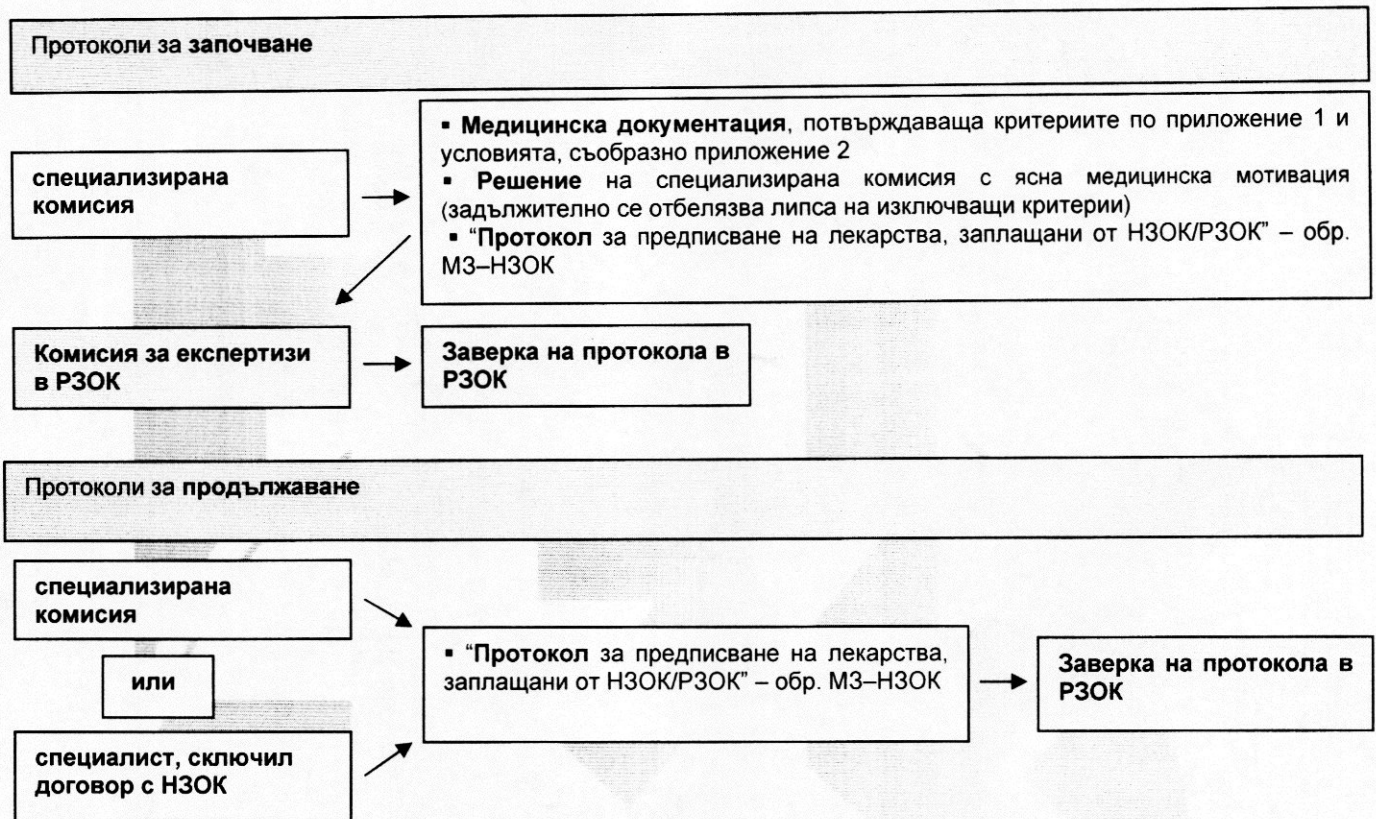 Протоколи за започване
специализирана
комисия
▪ Медицинска документация, потвърждаваща критериите по приложение 1 и
условията, съобразно приложение 2
▪ Решение на специализирана комисия с ясна медицинска мотивация
(задължително се отбелязва липса на изключващи критерии)
▪ “Протокол за предписване на лекарства, заплащани от НЗОК/РЗОК” – обр.
МЗ–НЗОК
Комисия за експертизи
в РЗОК
Заверка на протокола в
РЗОК
Протоколи за продължаване
специализирана
комисия
или
специалист, сключил
договор с НЗОК
▪ “Протокол за предписване на лекарства,
заплащани от НЗОК/РЗОК” – обр. МЗ–НЗОК
Заверка на протокола в
РЗОК